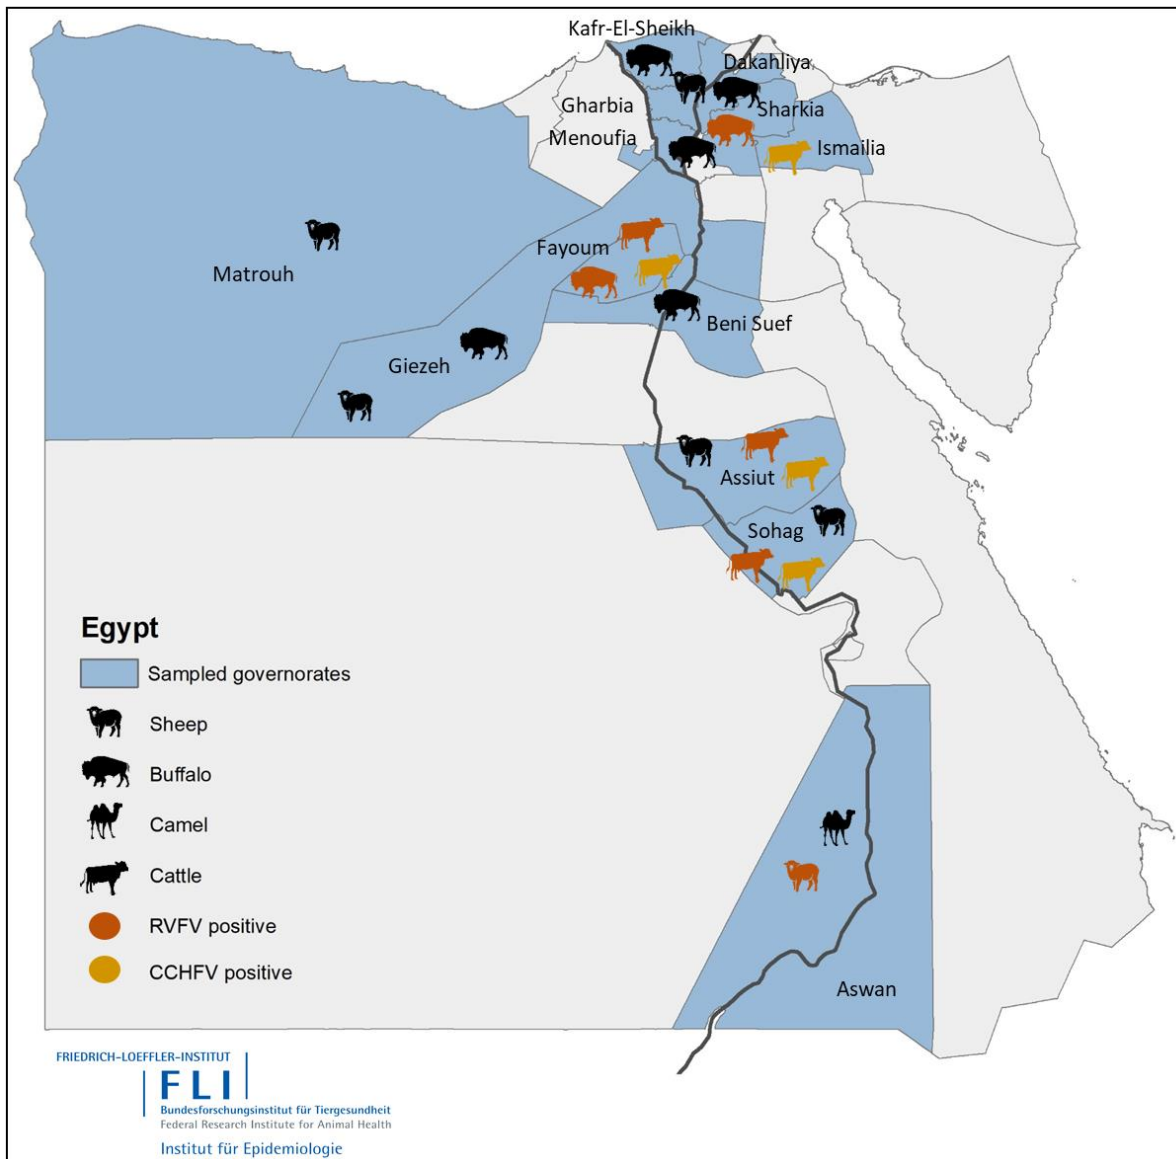 Kafr-El-Sheikh
Dakahliya
Gharbia
Sharkia
Menoufia
Ismailia
Fayoum
Matrouh
Beni Suef
Giezeh
Assiut
Sohag
Egypt
Sampled governorates
Sheep
Buffalo
Camel
Cattle
RVFV positive
CCHFV positive
Aswan
FRIEDRICH-LOEFFLER-INSTITUT
FLI
Bundesforschungsinstitut für Tiergesundheit
Federal Research Institute for Animal Health
Institut für Epidemiologie